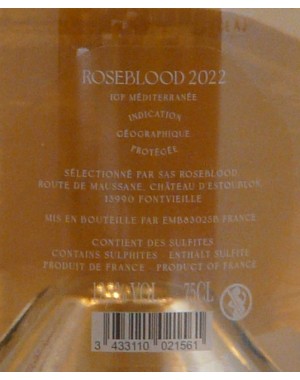 ROSEBLOOD 2022
IGP MÉDITERRANÉE
INDICATION
GÉOGRAPHIQUE
PROTÉGÉE
SÉLECTIONNÉ PAR SAS ROSEBLOOD
ROUTE DE MAUSSANE, CHÂTEAU D'ESTOUBLON,
13990 FONTVIEILLE
MIS EN BOUTEILLE PAR EMB83023B FRANCE
CONTIENT DES SULFITES
CONTAINS SULPHITES - ENTHÄLT SULFITE
PRODUIT DE FRANCE - PRODUCT OF FRANCE
VOL. 75CL
3 433110 021561